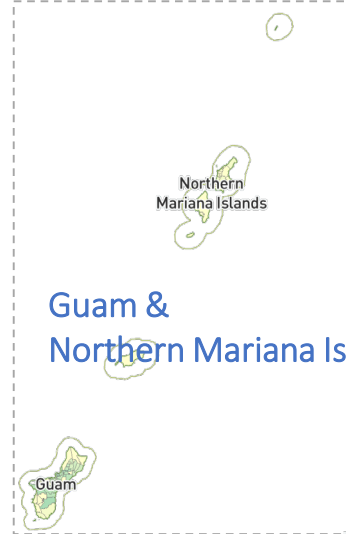 Northern
Mariana Islands
Guam &
Northern Mariana Is
Guam